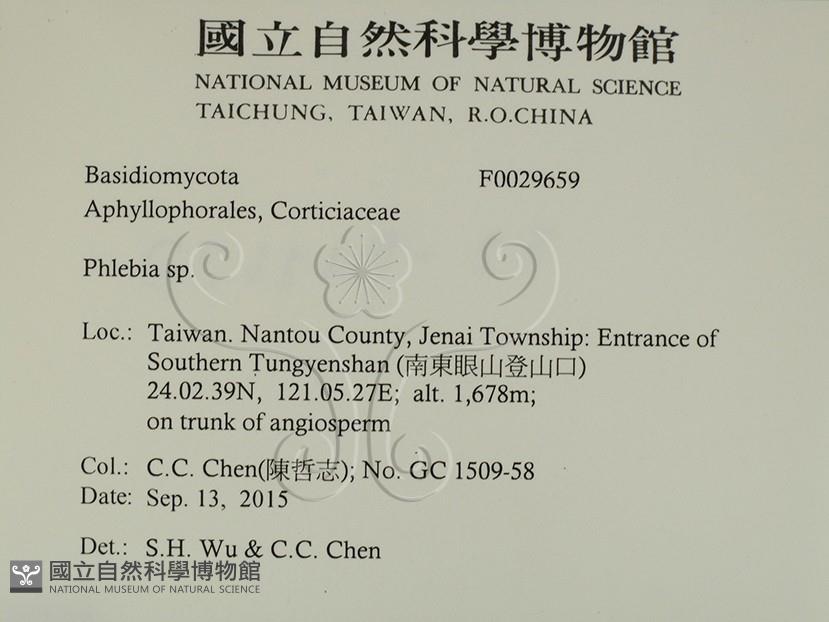 國立自然科學博物館
NATIONAL MUSEUM OF NATURAL SCIENCE
TAICHUNG, TAIWAN, R.O.CHINA
Basidiomycota F0029659
Aphyllophorales, Corticiaceae
Phlebia sp.
Loc.: Taiwan. Nantou County, Jenai Township: Entrance of
Southern Tungyenshan (南東眼山登山口)
24.02.39N, 121.05.27E; alt. 1,678m;
on trunk of angiosperm
Col.: C.C. Chen(陳哲志); No. GC 1509-58
Date: Sep. 13, 2015
Det.: S.H. Wu & C.C. Chen
國立自然科學博物館
NATIONAL MUSEUM OF NATURAL SCIENCE